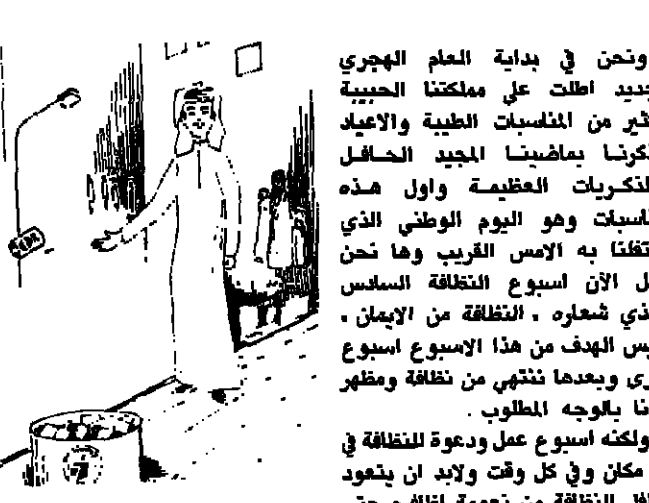 ونحن في بداية العام الهجري
جديد اطلت على مملكتنا الحبيبة
ثير من المناسبات الطيبة والاعياد
ذكرنا بماضينا المجيد الحافل
لذكريات العظيمة واول هذه
ناسبات وهو اليوم الوطني الذي
تفلنا به الامس القريب وها نحن
ل الآن اسبوع النظافة السادس
ذي شعاره . النظافة من الايمان .
يس الهدف من هذا الاسبوع اسبوع
ري وبعدها ننتهي من نظافة ومظهر
نا بالوجه المطلوب .
ولكنه اسبوع عمل ودعوة للنظافة في
مكان وفي كل وقت ولابد ان يتعود